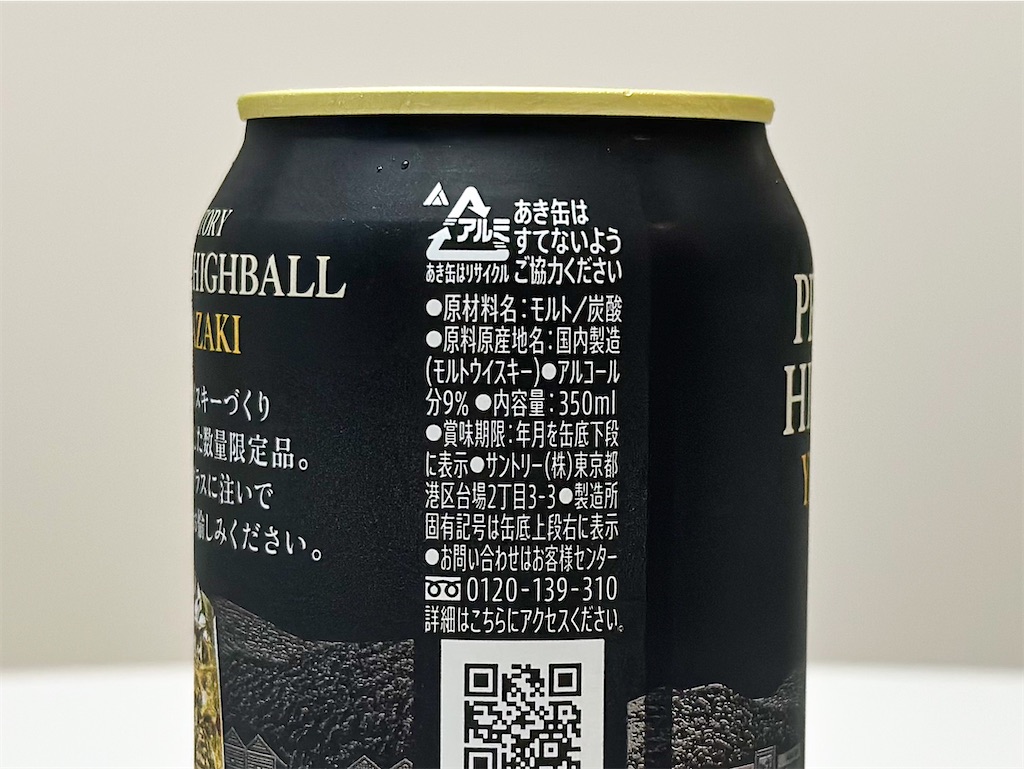 HIGHBALL
づくり
数量限定品。
に注いで
しみください。
アルミ
あき缶はリサイクル
あき缶は
すてないよう
ご協力ください
●原材料名：モルト／炭酸
●原料原産地名：国内製造
(モルトウイスキー)●アルコール
分9% ●内容量：350ml
●賞味期限：年月を缶底下段
に表示●サントリー(株)東京都
港区台場2丁目3-3●製造所
固有記号は缶底上段右に表示
●お問い合わせはお客様センター
0120-139-310
詳細はこちらにアクセスください。